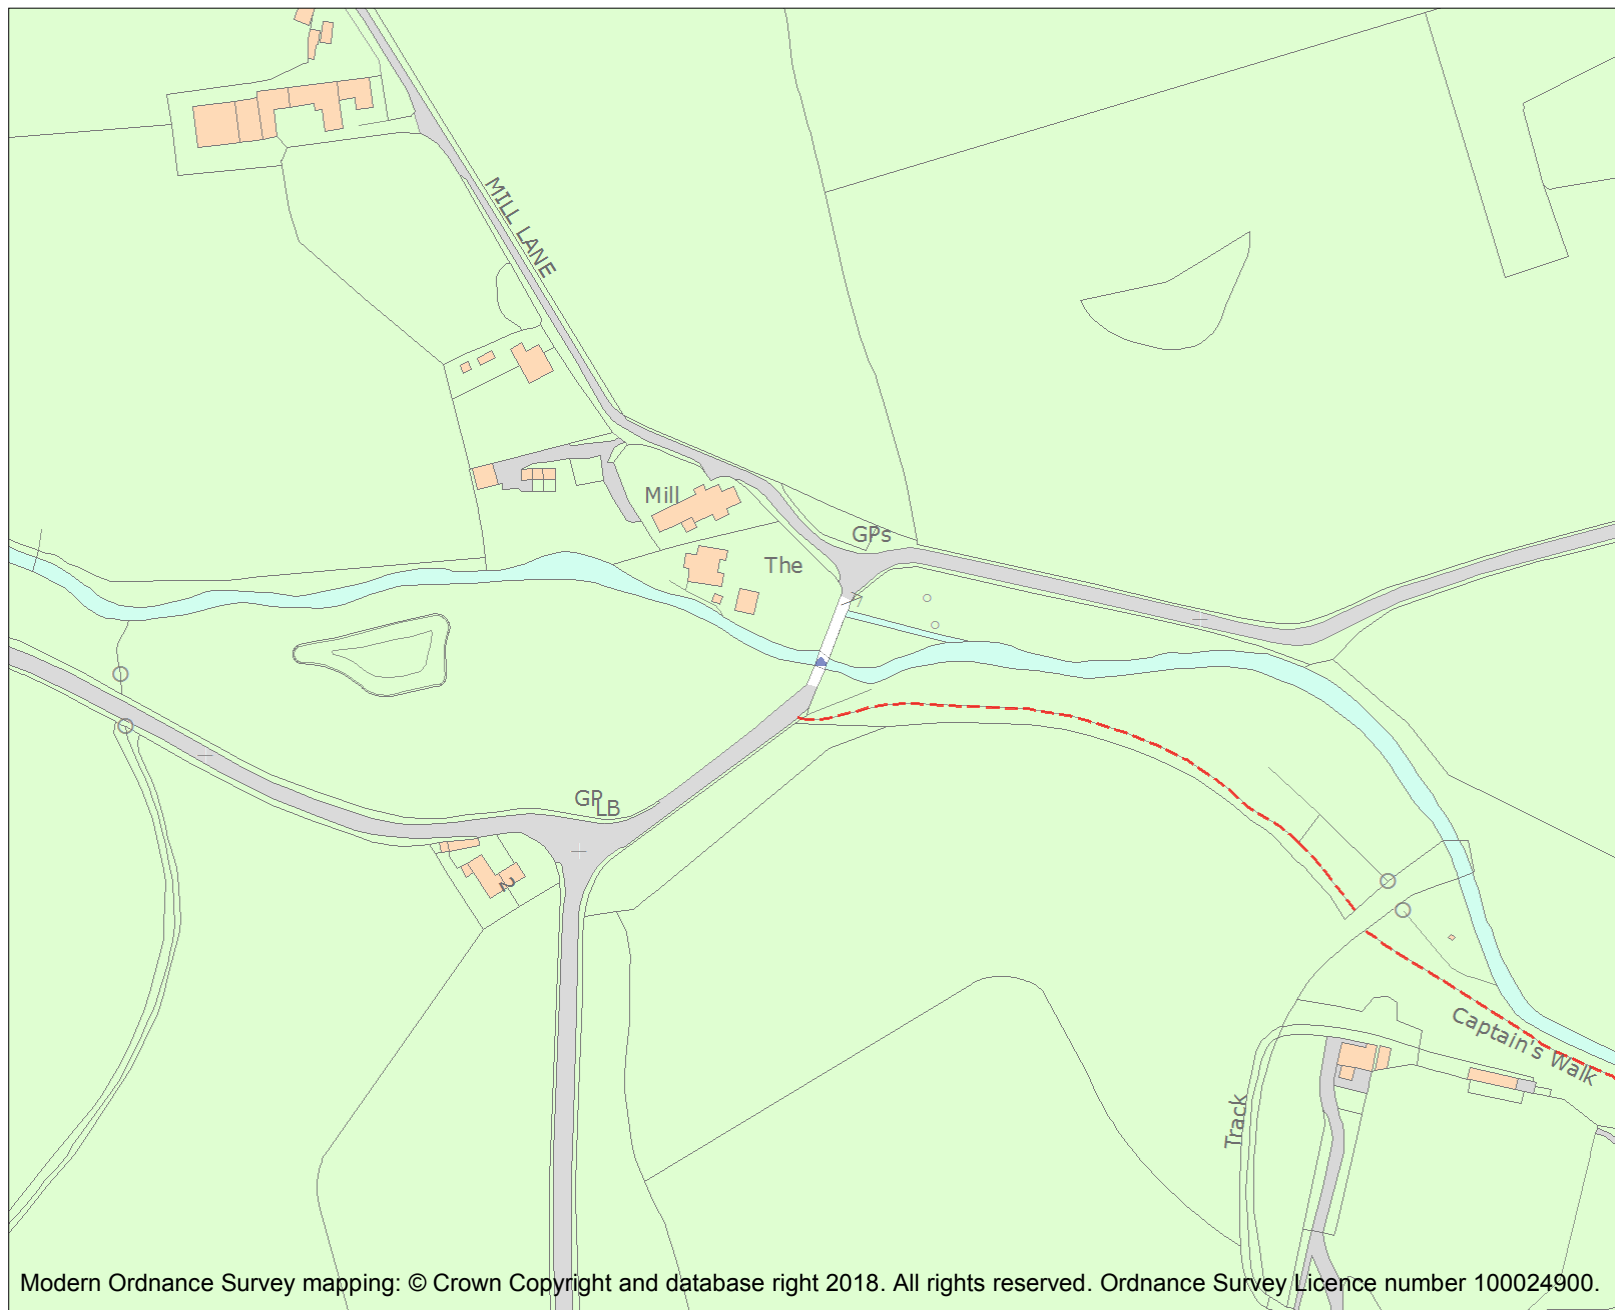 MILL LANE
Mill
GPs
The
GP
LB
2
Captain's Walk
Track
Modern Ordnance Survey mapping: © Crown Copyright and database right 2018. All rights reserved. Ordnance Survey Licence number 100024900.